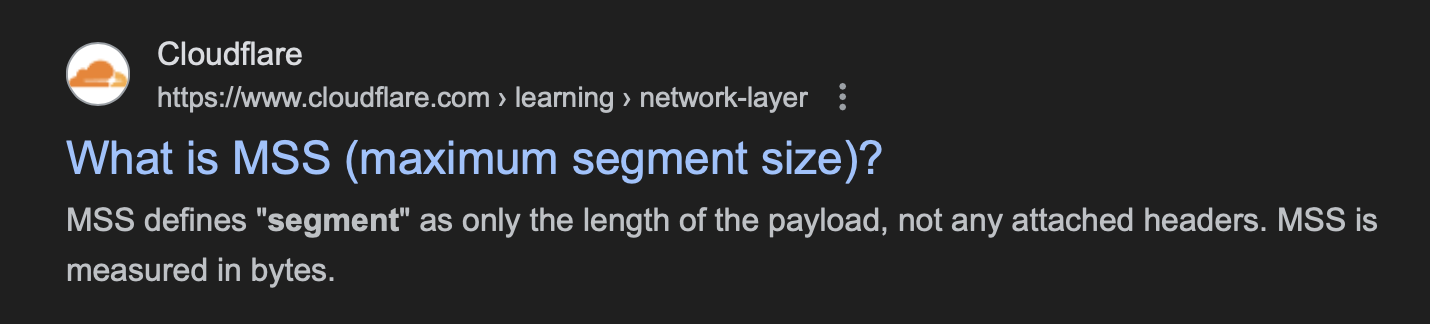 Cloudflare
https://www.cloudflare.com › learning › network-layer
What is MSS (maximum segment size)?
MSS defines "segment" as only the length of the payload, not any attached headers. MSS is
measured in bytes.